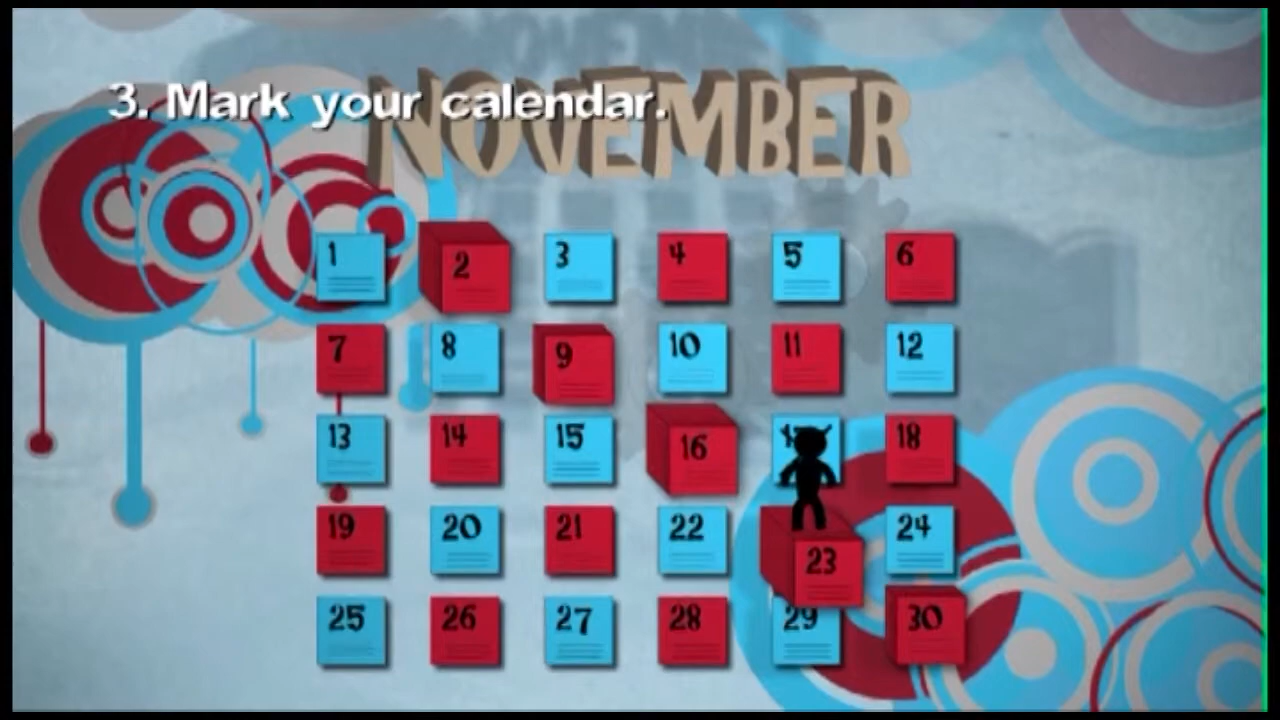 3. Mark your calendar.
NOVEMBER
1 2 3 4 5 6
7 8 9 10 11 12
13 14 15 16 18
19 20 21 22 23 24
25 26 27 28 29 30